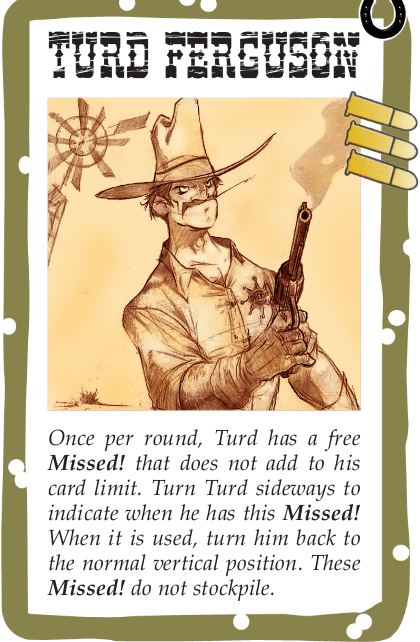 TURD FERGUSON
Once per round, Turd has a free
Missed! that does not add to his
card limit. Turn Turd sideways to
indicate when he has this Missed!
When it is used, turn him back to
the normal vertical position. These
Missed! do not stockpile.